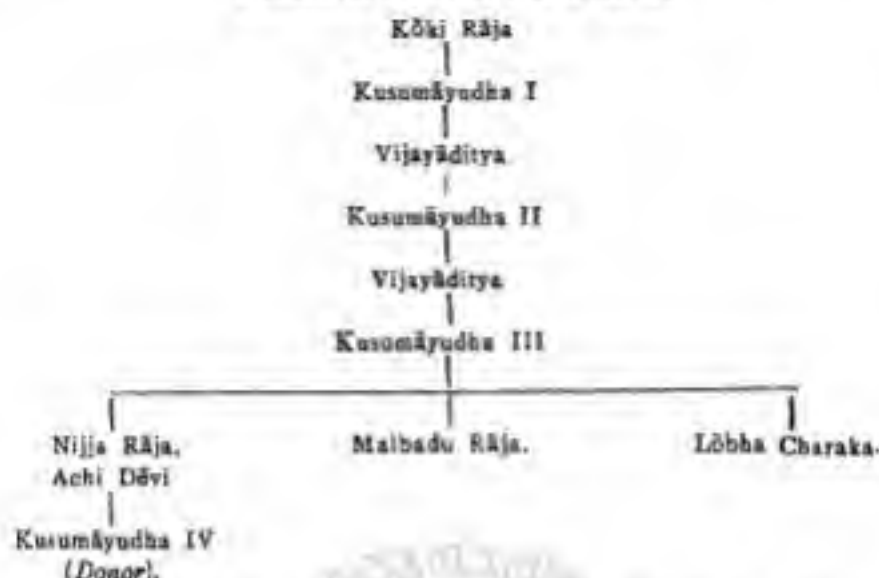 Kōki Rāja
Kusumāyudha I
Vijayāditya
Kusumāyudha II
Vijayāditya
Kusumāyudha III
Nijja Rāja, Malbadu Rāja. Lōbha Charaka.
Achi Dēvi
Kusumāyudha IV
(Donor).